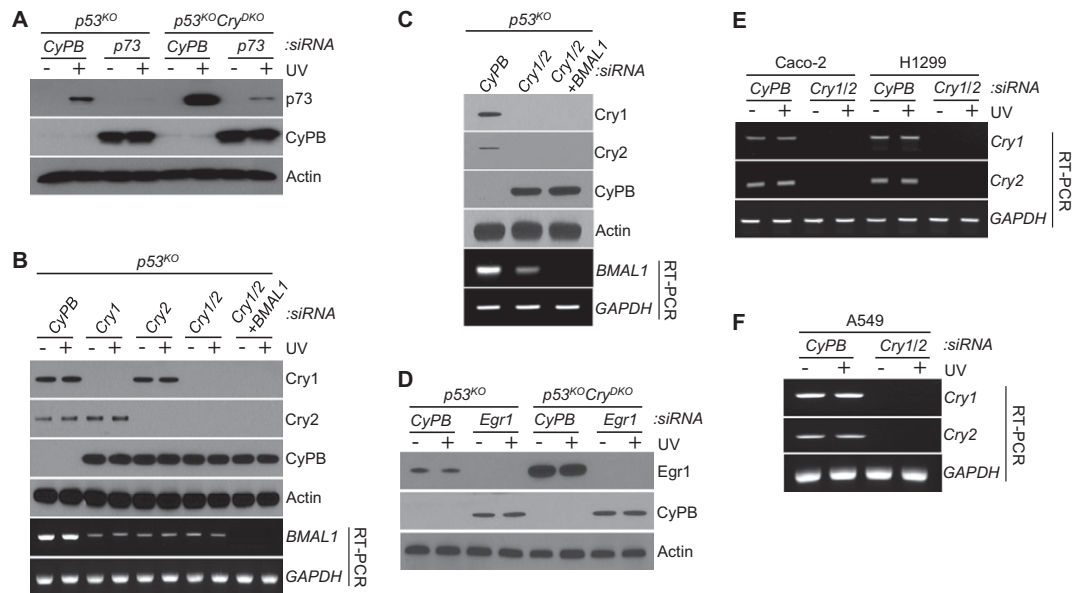 A
p53KO p53KOCryDKO
CyPB p73 CyPB p73 :siRNA
- + - + - + - + UV
p73
CyPB
Actin
B
p53KO
CyPB Cry1 Cry2 Cry1/2 Cry1/2 +BMAL1 :siRNA
- + - + - + - + - + UV
Cry1
Cry2
CyPB
Actin
BMAL1
GAPDH
RT-PCR
C
p53KO
CyPB Cry1/2 Cry1/2 +BMAL1 :siRNA
Cry1
Cry2
CyPB
Actin
BMAL1
GAPDH
RT-PCR
D
p53KO p53KOCryDKO
CyPB Egr1 CyPB Egr1 :siRNA
- + - + - + - + UV
Egr1
CyPB
Actin
E
Caco-2 H1299
CyPB Cry1/2 CyPB Cry1/2 :siRNA
- + - + - + - + UV
Cry1
Cry2
GAPDH
RT-PCR
F
A549
CyPB Cry1/2 :siRNA
- + - + UV
Cry1
Cry2
GAPDH
RT-PCR